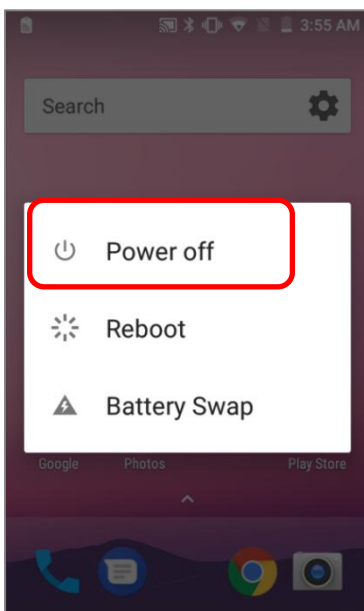 3:55 AM
Search
Power off
Reboot
Battery Swap
Google Photos Play Store